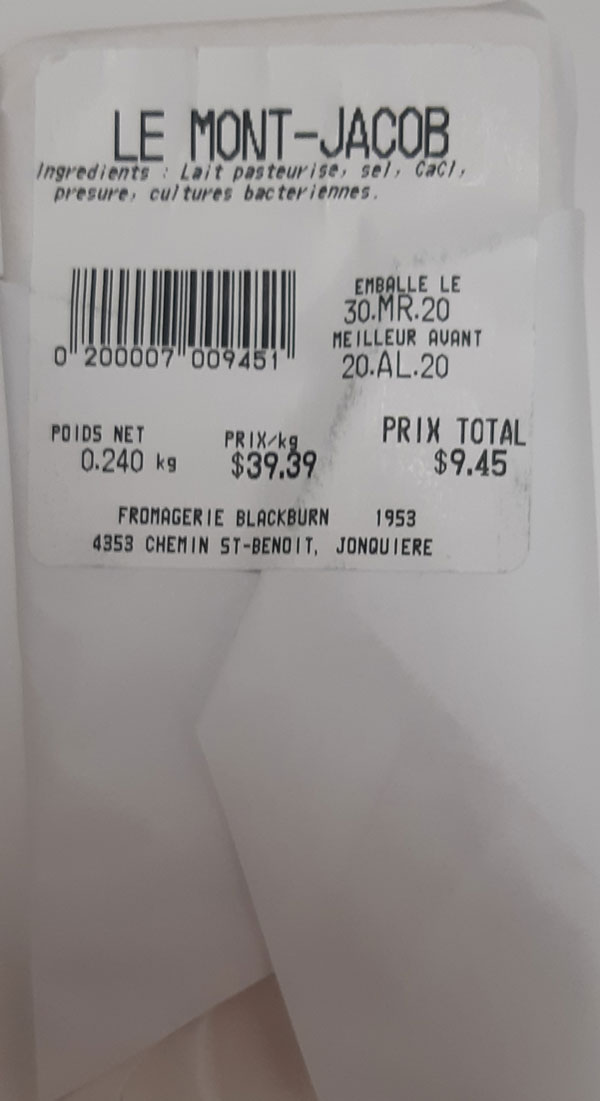 LE MONT-JACOB
Ingredients : Lait pasteurise, sel, CaCl,
presure, cultures bacteriennes.
EMBALLE LE
30.MR.20
MEILLEUR AVANT
20.AL.20
0 200007 009451
POIDS NET PRIX/kg PRIX TOTAL
0.240 kg $39.39 $9.45
FROMAGERIE BLACKBURN 1953
4353 CHEMIN ST-BENOIT, JONQUIERE